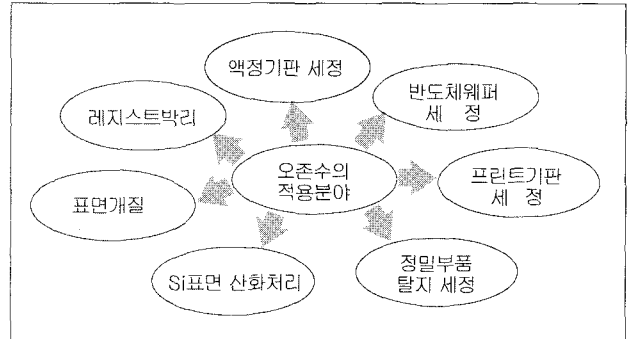 액정기판 세정
반도체웨퍼
세 정
레지스트박리
오존수의
적용분야
프린트기판
세 정
표면개질
정밀부품
탈지 세정
Si표면 산화처리